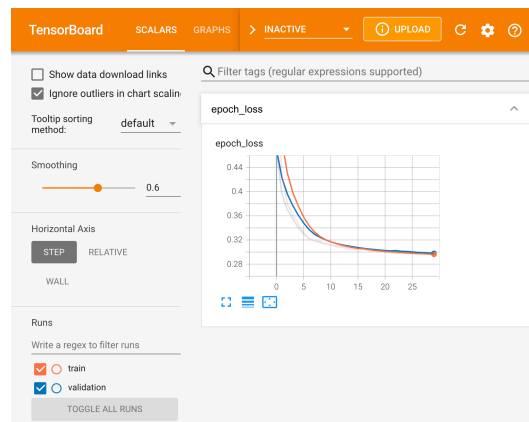 TensorBoard SCALARS GRAPHS INACTIVE UPLOAD
Show data download links
Ignore outliers in chart scalin
Tooltip sorting method: default
Smoothing
0.6
Horizontal Axis
STEP RELATIVE
WALL
Runs
Write a regex to filter runs
train
validation
TOGGLE ALL RUNS
Filter tags (regular expressions supported)
epoch_loss
epoch_loss
0.44
0.4
0.36
0.32
0.28
0 5 10 15 20 25